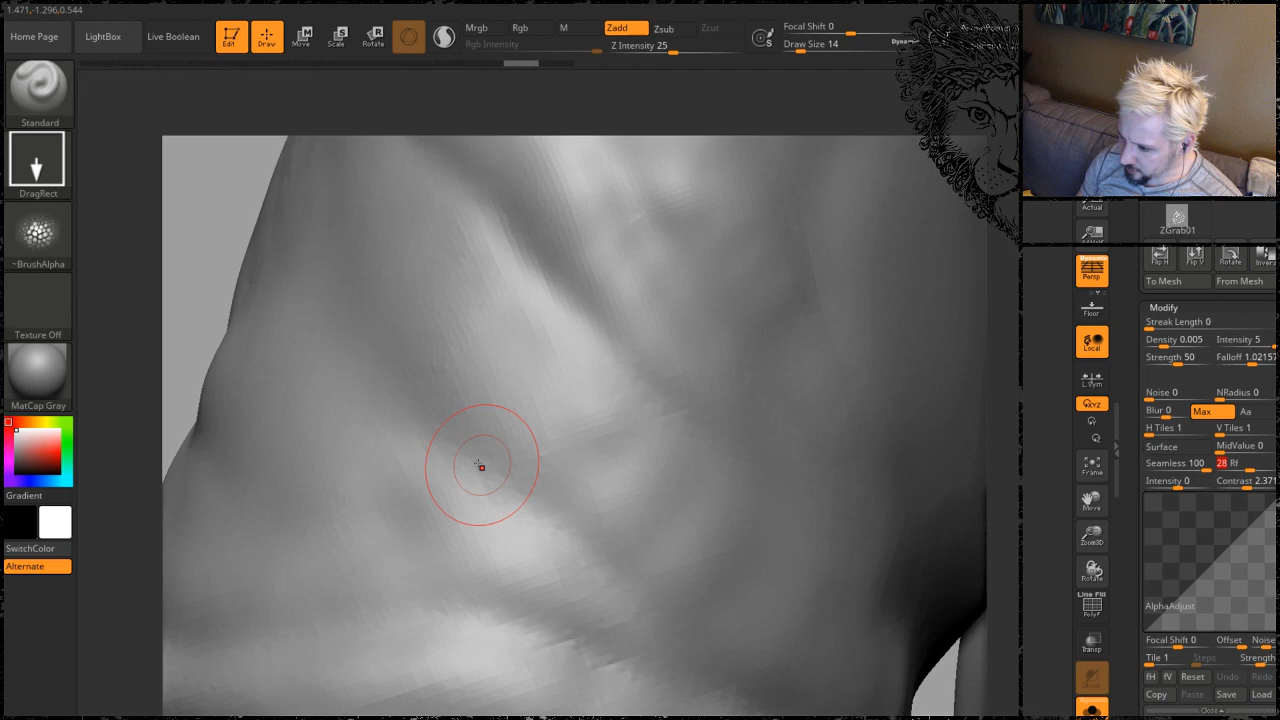 1.471,-1.296,0.544
Home Page
LightBox
Live Boolean
Edit
Draw
Move
Scale
Rotate
Mrgb
Rgb
M
Rgb Intensity
Zadd
Zsub
Zcut
Z Intensity 25
Focal Shift 0
Draw Size 14
Standard
DragRect
~BrushAlpha
Texture Off
MatCap Gray
Gradient
SwitchColor
Alternate
Actual
Dynamic
Persp
Floor
Local
L.Sym
XYZ
Frame
Move
Zoom3D
Rotate
Line Fill
PolyF
Transp
ZGrab01
Flip H
Flip V
Rotate
Invers
To Mesh
From Mesh
Modify
Streak Length 0
Density 0.005
Intensity 5
Strength 50
Falloff 1.02157
Noise 0
NRadius 0
Blur 0
Max
Aa
H Tiles 1
V Tiles 1
Surface
MidValue 0
Seamless 100
28 Rf
Intensity 0
Contrast 2.371
AlphaAdjust
Focal Shift 0
Offset
Noise
Tile 1
Steps
Strength
fH
fV
Reset
Undo
Redo
Copy
Paste
Save
Load
Close